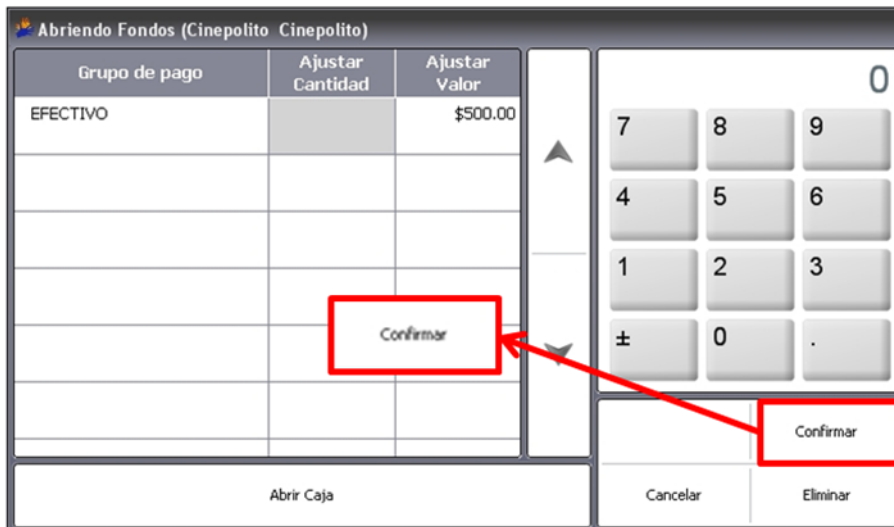 Abriendo Fondos (Cinepolito Cinepolito)
Grupo de pago
Ajustar
Cantidad
Ajustar
Valor
EFECTIVO
$500.00
Confirmar
Abrir Caja
0
7
8
9
4
5
6
1
2
3
±
0
.
Confirmar
Cancelar
Eliminar